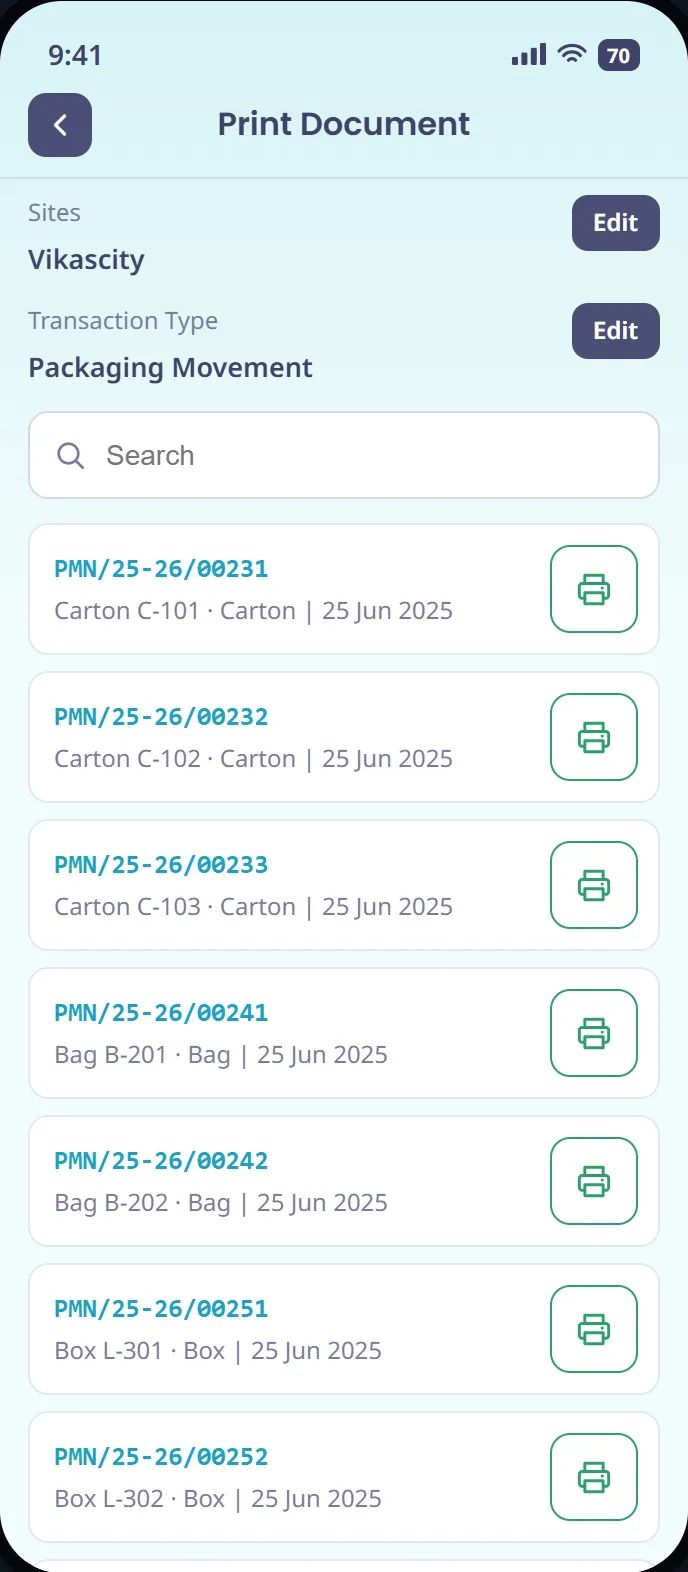 9:41
70
Print Document
Sites
Edit
Vikascity
Transaction Type
Edit
Packaging Movement
Search
PMN/25-26/00231
Carton C-101 · Carton | 25 Jun 2025
PMN/25-26/00232
Carton C-102 · Carton | 25 Jun 2025
PMN/25-26/00233
Carton C-103 · Carton | 25 Jun 2025
PMN/25-26/00241
Bag B-201 · Bag | 25 Jun 2025
PMN/25-26/00242
Bag B-202 · Bag | 25 Jun 2025
PMN/25-26/00251
Box L-301 · Box | 25 Jun 2025
PMN/25-26/00252
Box L-302 · Box | 25 Jun 2025